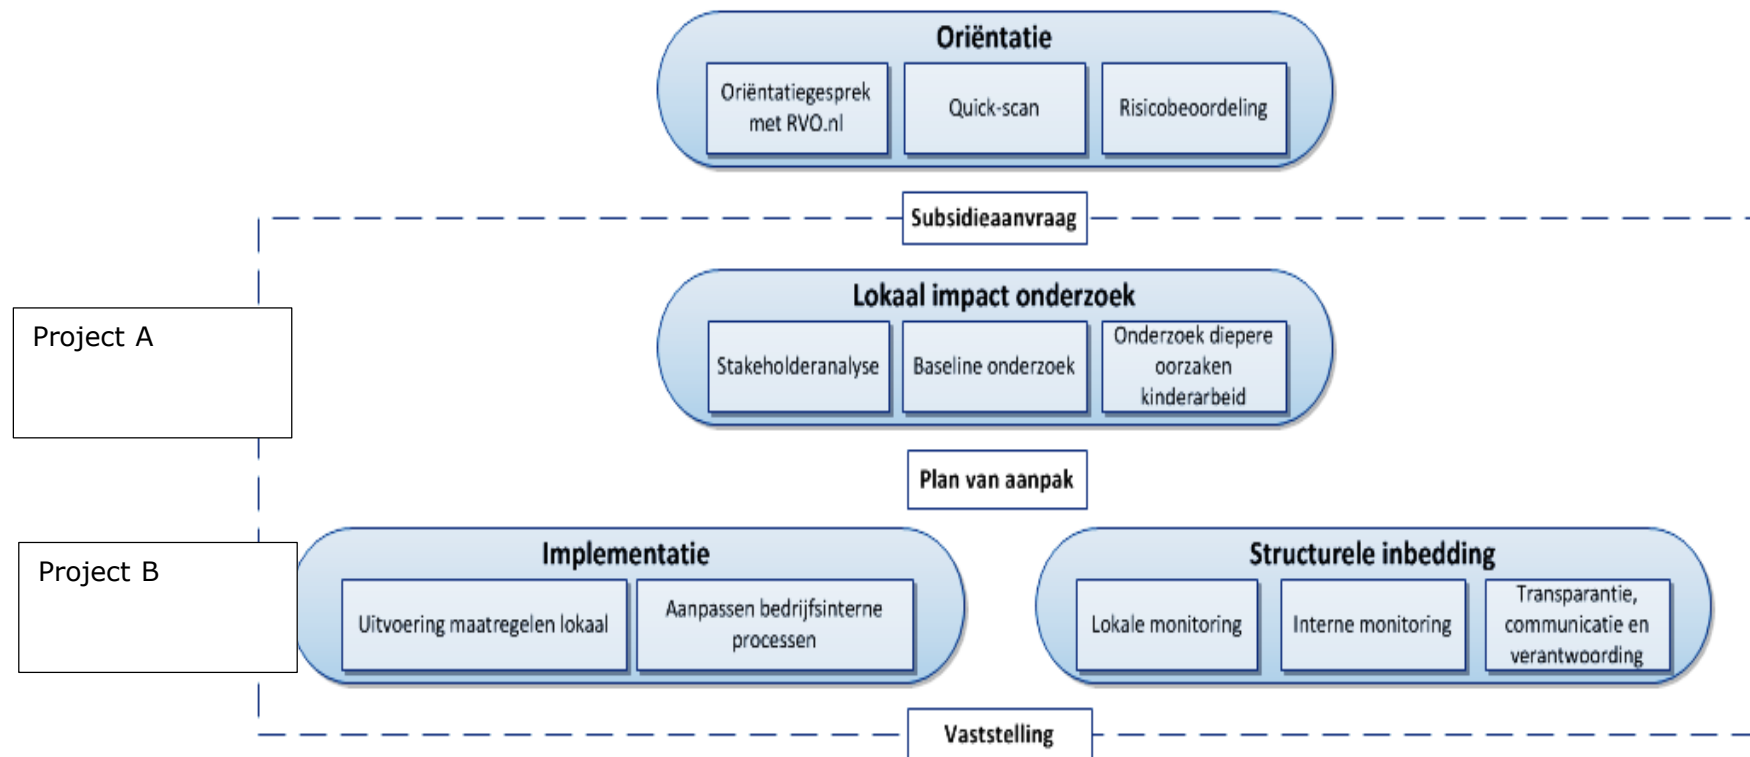 Oriëntatie
Oriëntatiegesprek
met RVO.nl
Quick-scan
Risicobeoordeling
Subsidieaanvraag
Project A
Lokaal impact onderzoek
Stakeholderanalyse
Baseline onderzoek
Onderzoek diepere
oorzaken
kinderarbeid
Plan van aanpak
Project B
Implementatie
Uitvoering maatregelen lokaal
Aanpassen bedrijfsinterne
processen
Structurele inbedding
Lokale monitoring
Interne monitoring
Transparantie,
communicatie en
verantwoording
Vaststelling